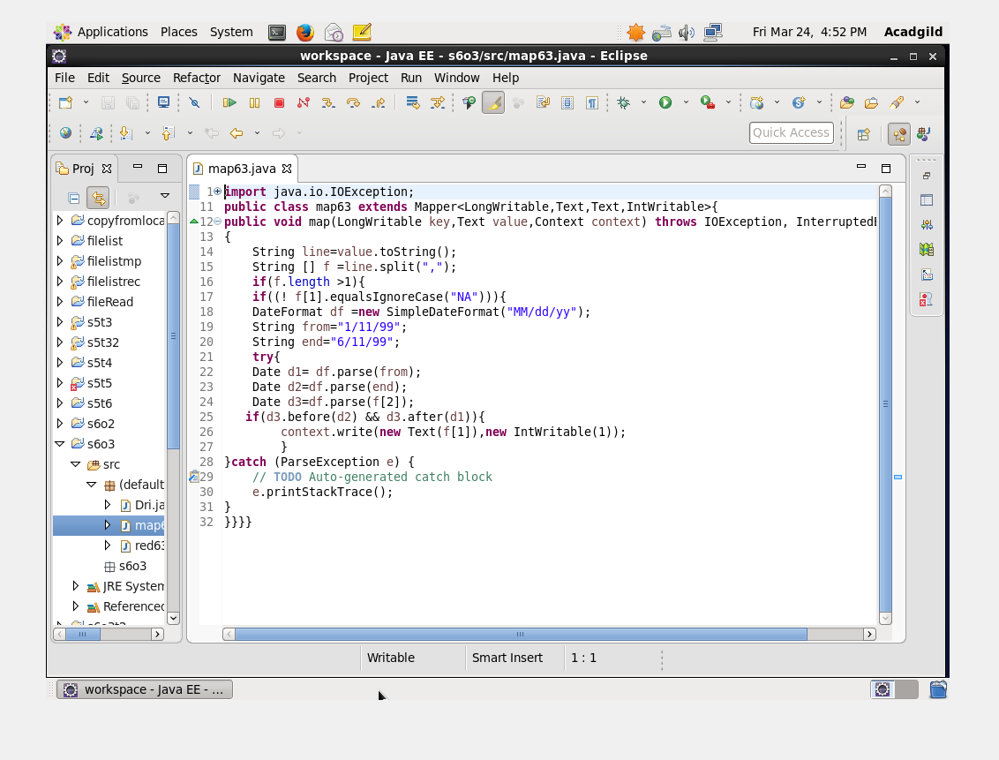 Applications Places System Fri Mar 24, 4:52 PM Acadgild
workspace - Java EE - s6o3/src/map63.java - Eclipse
File Edit Source Refactor Navigate Search Project Run Window Help
Quick Access
Proj
map63.java
copyfromloca
filelist
filelistmp
filelistrec
fileRead
s5t3
s5t32
s5t4
s5t5
s5t6
s6o2
s6o3
src
(default
Dri.ja
map6
red63
s6o3
JRE System
Referenced
1 import java.io.IOException;
11 public class map63 extends Mapper<LongWritable,Text,Text,IntWritable>{
12 public void map(LongWritable key,Text value,Context context) throws IOException, InterruptedE
13 {
14     String line=value.toString();
15     String [] f =line.split(",");
16     if(f.length >1){
17     if((! f[1].equalsIgnoreCase("NA"))){
18     DateFormat df =new SimpleDateFormat("MM/dd/yy");
19     String from="1/11/99";
20     String end="6/11/99";
21     try{
22     Date d1= df.parse(from);
23     Date d2=df.parse(end);
24     Date d3=df.parse(f[2]);
25    if(d3.before(d2) && d3.after(d1)){
26         context.write(new Text(f[1]),new IntWritable(1));
27         }
28 }catch (ParseException e) {
29     // TODO Auto-generated catch block
30     e.printStackTrace();
31 }
32 }}}}
Writable Smart Insert 1 : 1
workspace - Java EE - ...